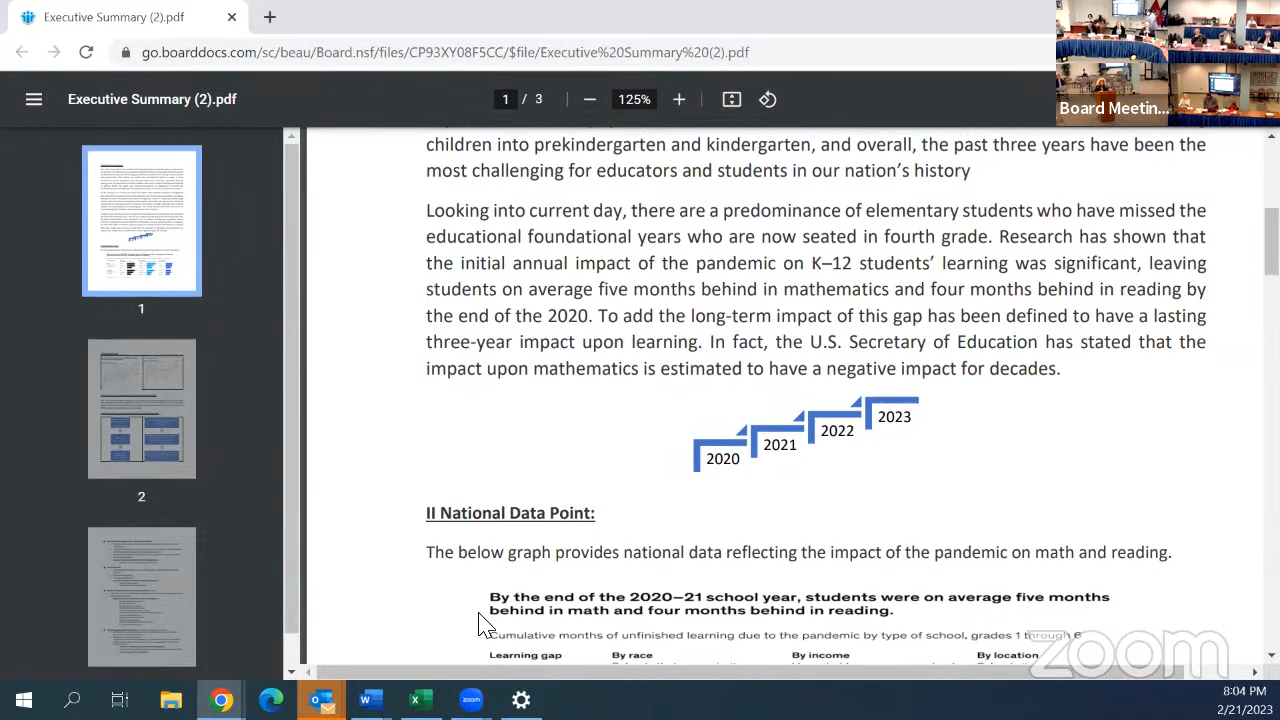 Executive Summary (2).pdf
go.boarddocs.com/sc/beau/Board.nsf/files/
/$file/Executive%20Summary%20(2).pdf
Executive Summary (2).pdf
1 / 3
125%
Board Meetin...
children into prekindergarten and kindergarten, and overall, the past three years have been the
most challenging for educators and students in our nation's history
Looking into current day, there are a predominance of elementary students who have missed the
educational foundational years who are now seated in fourth grade. Research has shown that
the initial annual impact of the pandemic on K–12 students' learning was significant, leaving
students on average five months behind in mathematics and four months behind in reading by
the end of the 2020. To add the long-term impact of this gap has been defined to have a lasting
three-year impact upon learning. In fact, the U.S. Secretary of Education has stated that the
impact upon mathematics is estimated to have a negative impact for decades.
2020
2021
2022
2023
II National Data Point:
The below graph provides national data reflecting the impact of the pandemic on math and reading.
By the end of the 2020–21 school year, students were on average five months
behind in math and four months behind in reading.
Cumulative months of unfinished learning due to the pandemic by type of school, grades 1 through 6
Learning gap By race By income By location
1
2
zoom
zoom
8:04 PM
2/21/2023